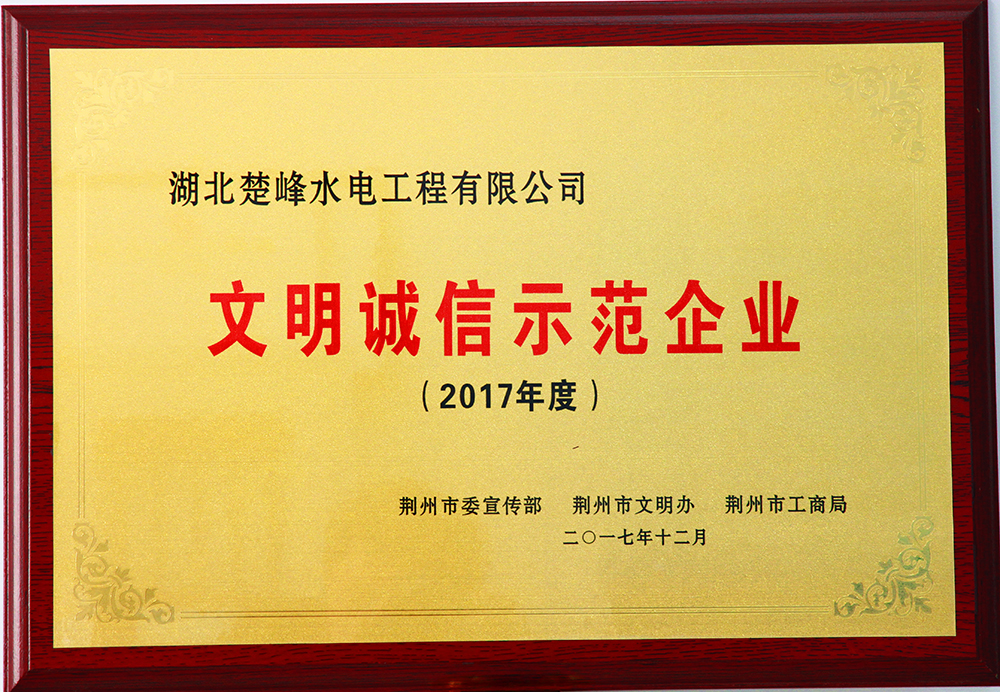 湖北楚峰水电工程有限公司
文明诚信示范企业
（2017年度）
荆州市委宣传部 荆州市文明办 荆州市工商局
二〇一七年十二月